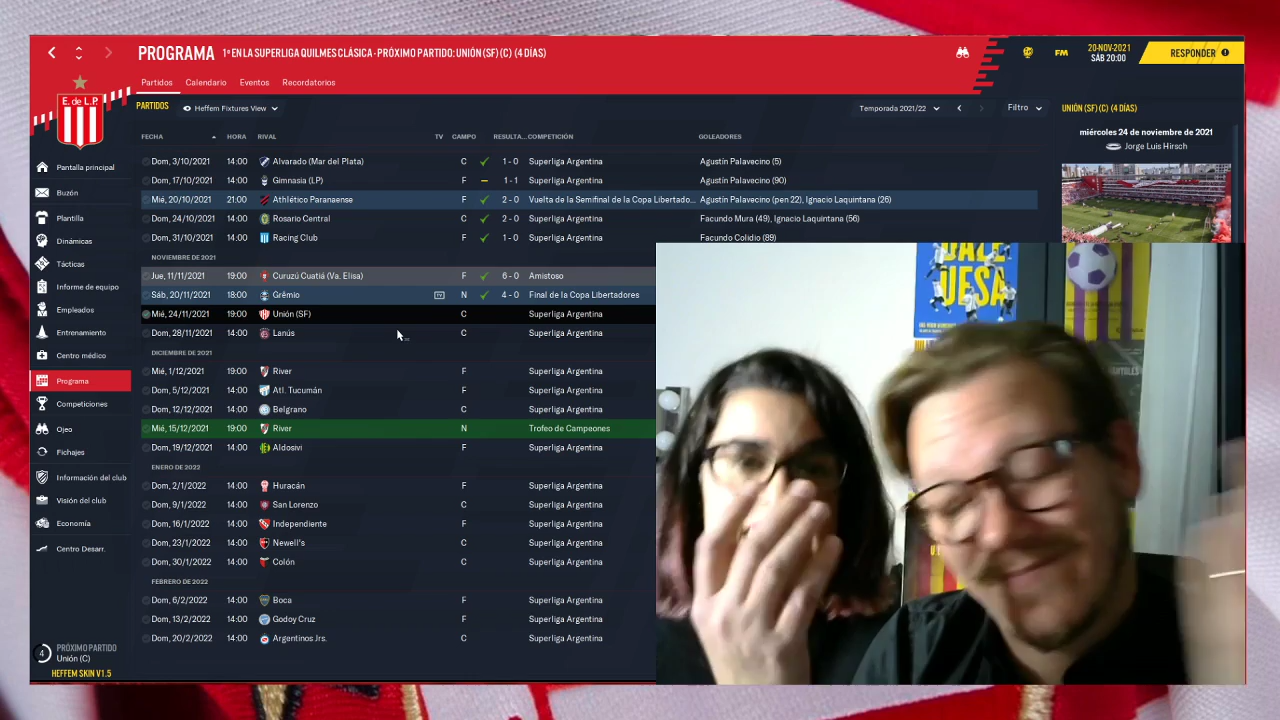 PROGRAMA 1º EN LA SUPERLIGA QUILMES CLÁSICA · PRÓXIMO PARTIDO: UNIÓN (SF) (C) (4 DÍAS)
FM
20-NOV-2021
SÁB 20:00
RESPONDER
Partidos Calendario Eventos Recordatorios
E. de L.P.
PARTIDOS Heffem Fixtures View Temporada 2021/22 Filtro
UNIÓN (SF) (C) (4 DÍAS)
FECHA HORA RIVAL TV CAMPO RESULTA... COMPETICIÓN GOLEADORES
miércoles 24 de noviembre de 2021
Jorge Luis Hirsch
Dom, 3/10/2021 14:00 Alvarado (Mar del Plata) C 1 - 0 Superliga Argentina Agustín Palavecino (5)
Dom, 17/10/2021 14:00 Gimnasia (LP) F 1 - 1 Superliga Argentina Agustín Palavecino (90)
Mié, 20/10/2021 21:00 Athlético Paranaense 2 - 0 Vuelta de la Semifinal de la Copa Libertado... Agustín Palavecino (pen 22), Ignacio Laquintana (26)
Dom, 24/10/2021 14:00 Rosario Central C 2 - 0 Superliga Argentina Facundo Mura (49), Ignacio Laquintana (56)
Dom, 31/10/2021 14:00 Racing Club F 1 - 0 Superliga Argentina Facundo Colidio (89)
NOVIEMBRE DE 2021
Jue, 11/11/2021 19:00 Curuzú Cuatiá (Va. Elisa) F 6 - 0 Amistoso
Sáb, 20/11/2021 18:00 Grêmio TV N 4 - 0 Final de la Copa Libertadores
Mié, 24/11/2021 19:00 Unión (SF) C Superliga Argentina
Dom, 28/11/2021 14:00 Lanús C Superliga Argentina
DICIEMBRE DE 2021
Mié, 1/12/2021 19:00 River F Superliga Argentina
Dom, 5/12/2021 14:00 Atl. Tucumán F Superliga Argentina
Dom, 12/12/2021 14:00 Belgrano C Superliga Argentina
Mié, 15/12/2021 19:00 River N Trofeo de Campeones
Dom, 19/12/2021 14:00 Aldosivi F Superliga Argentina
ENERO DE 2022
Dom, 2/1/2022 14:00 Huracán F Superliga Argentina
Dom, 9/1/2022 14:00 San Lorenzo C Superliga Argentina
Dom, 16/1/2022 14:00 Independiente F Superliga Argentina
Dom, 23/1/2022 14:00 Newell's C Superliga Argentina
Dom, 30/1/2022 14:00 Colón C Superliga Argentina
FEBRERO DE 2022
Dom, 6/2/2022 14:00 Boca F Superliga Argentina
Dom, 13/2/2022 14:00 Godoy Cruz F Superliga Argentina
Dom, 20/2/2022 14:00 Argentinos Jrs. C Superliga Argentina
Pantalla principal
Buzón
Plantilla
Dinámicas
Tácticas
Informe de equipo
Empleados
Entrenamiento
Centro médico
Programa
Competiciones
Ojeo
Fichajes
Información del club
Visión del club
Economía
Centro Desarr.
4 PRÓXIMO PARTIDO
Unión (C)
HEFFEM SKIN V1.5